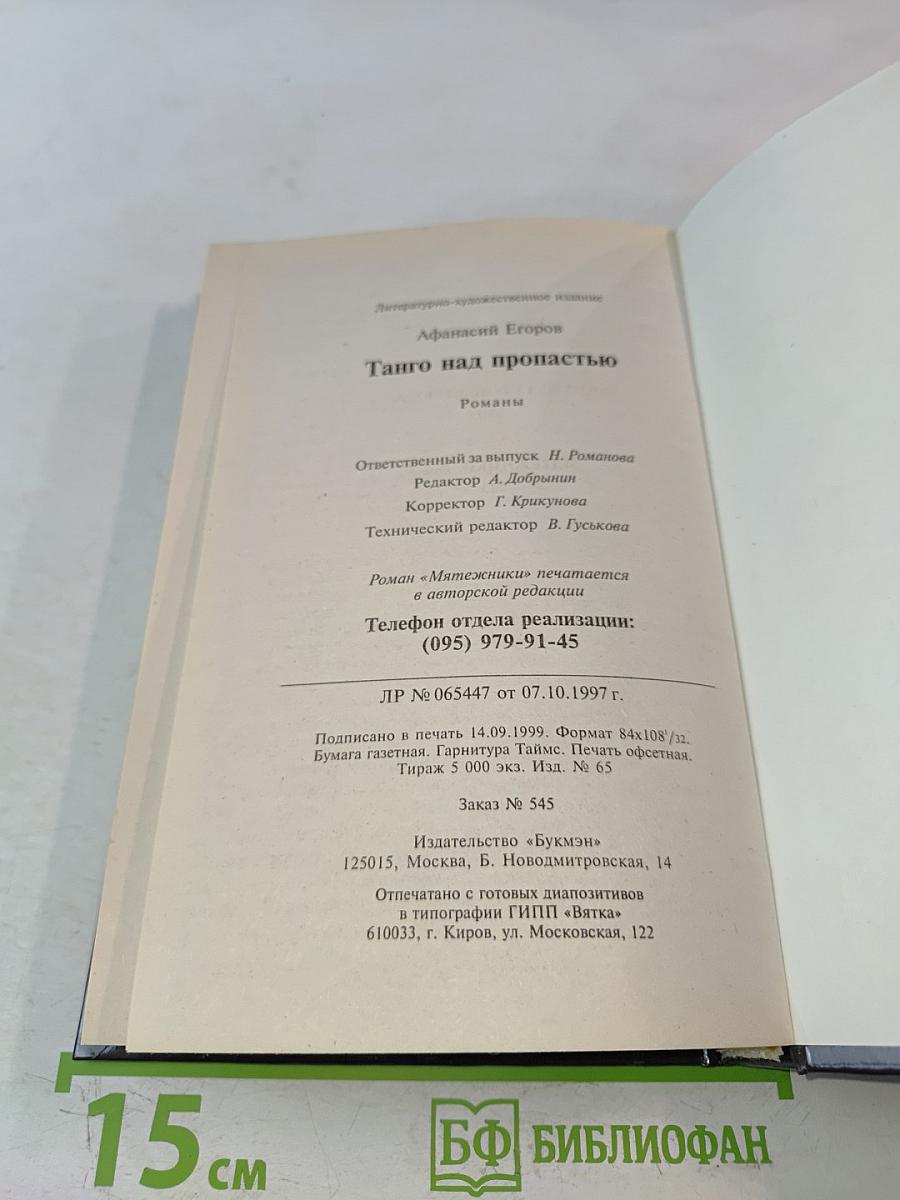 Литературно-художественное издание
Афанасий Егоров
Танго над пропастью
Романы
Ответственный за выпуск Н. Романова
Редактор А. Добрынин
Корректор Г. Крикунова
Технический редактор В. Гуськова
Роман «Мятежники» печатается
в авторской редакции
Телефон отдела реализации:
(095) 979-91-45
ЛР № 065447 от 07.10.1997 г.
Подписано в печать 14.09.1999. Формат 84х108¹/₃₂.
Бумага газетная. Гарнитура Таймс. Печать офсетная.
Тираж 5 000 экз. Изд. № 65
Заказ № 545
Издательство «Букмэн»
125015, Москва, Б. Новодмитровская, 14
Отпечатано с готовых диапозитивов
в типографии ГИПП «Вятка»
610033, г. Киров, ул. Московская, 122
15 см
БФ БИБЛИОФАН